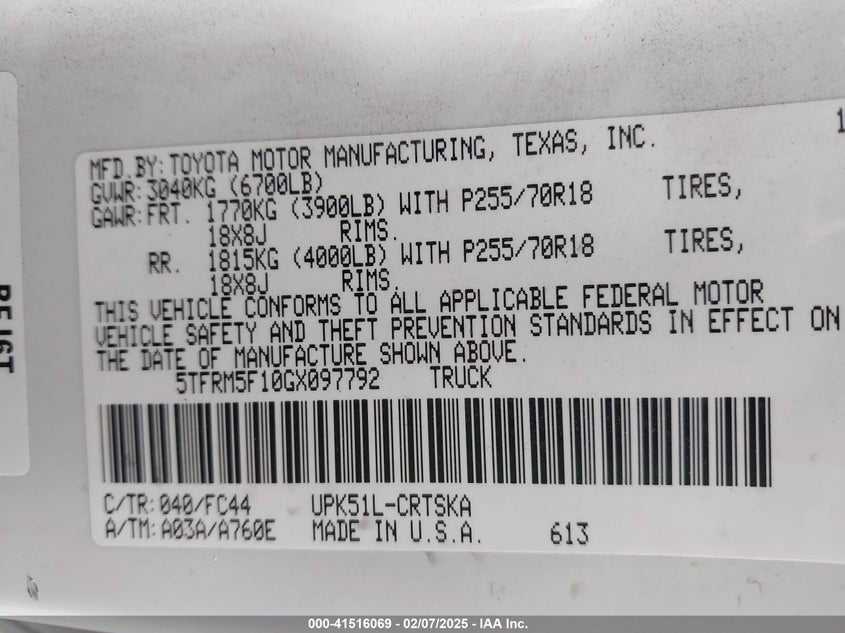 MFD.BY:TOYOTA MOTOR MANUFACTURING, TEXAS, INC. 1
GVWR:3040KG (6700LB)
GAWR:FRT. 1770KG (3900LB) WITH P255/70R18 TIRES,
18X8J RIMS.
RR. 1815KG (4000LB) WITH P255/70R18 TIRES,
18X8J RIMS.
THIS VEHICLE CONFORMS TO ALL APPLICABLE FEDERAL MOTOR
VEHICLE SAFETY AND THEFT PREVENTION STANDARDS IN EFFECT ON
THE DATE OF MANUFACTURE SHOWN ABOVE.
5TFRM5F10GX097792 TRUCK
C/TR:040/FC44 UPK51L-CRTSKA
A/TM:A03A/A760E MADE IN U.S.A. 613
000-41516069 | 02/07/2025 - IAA Inc.